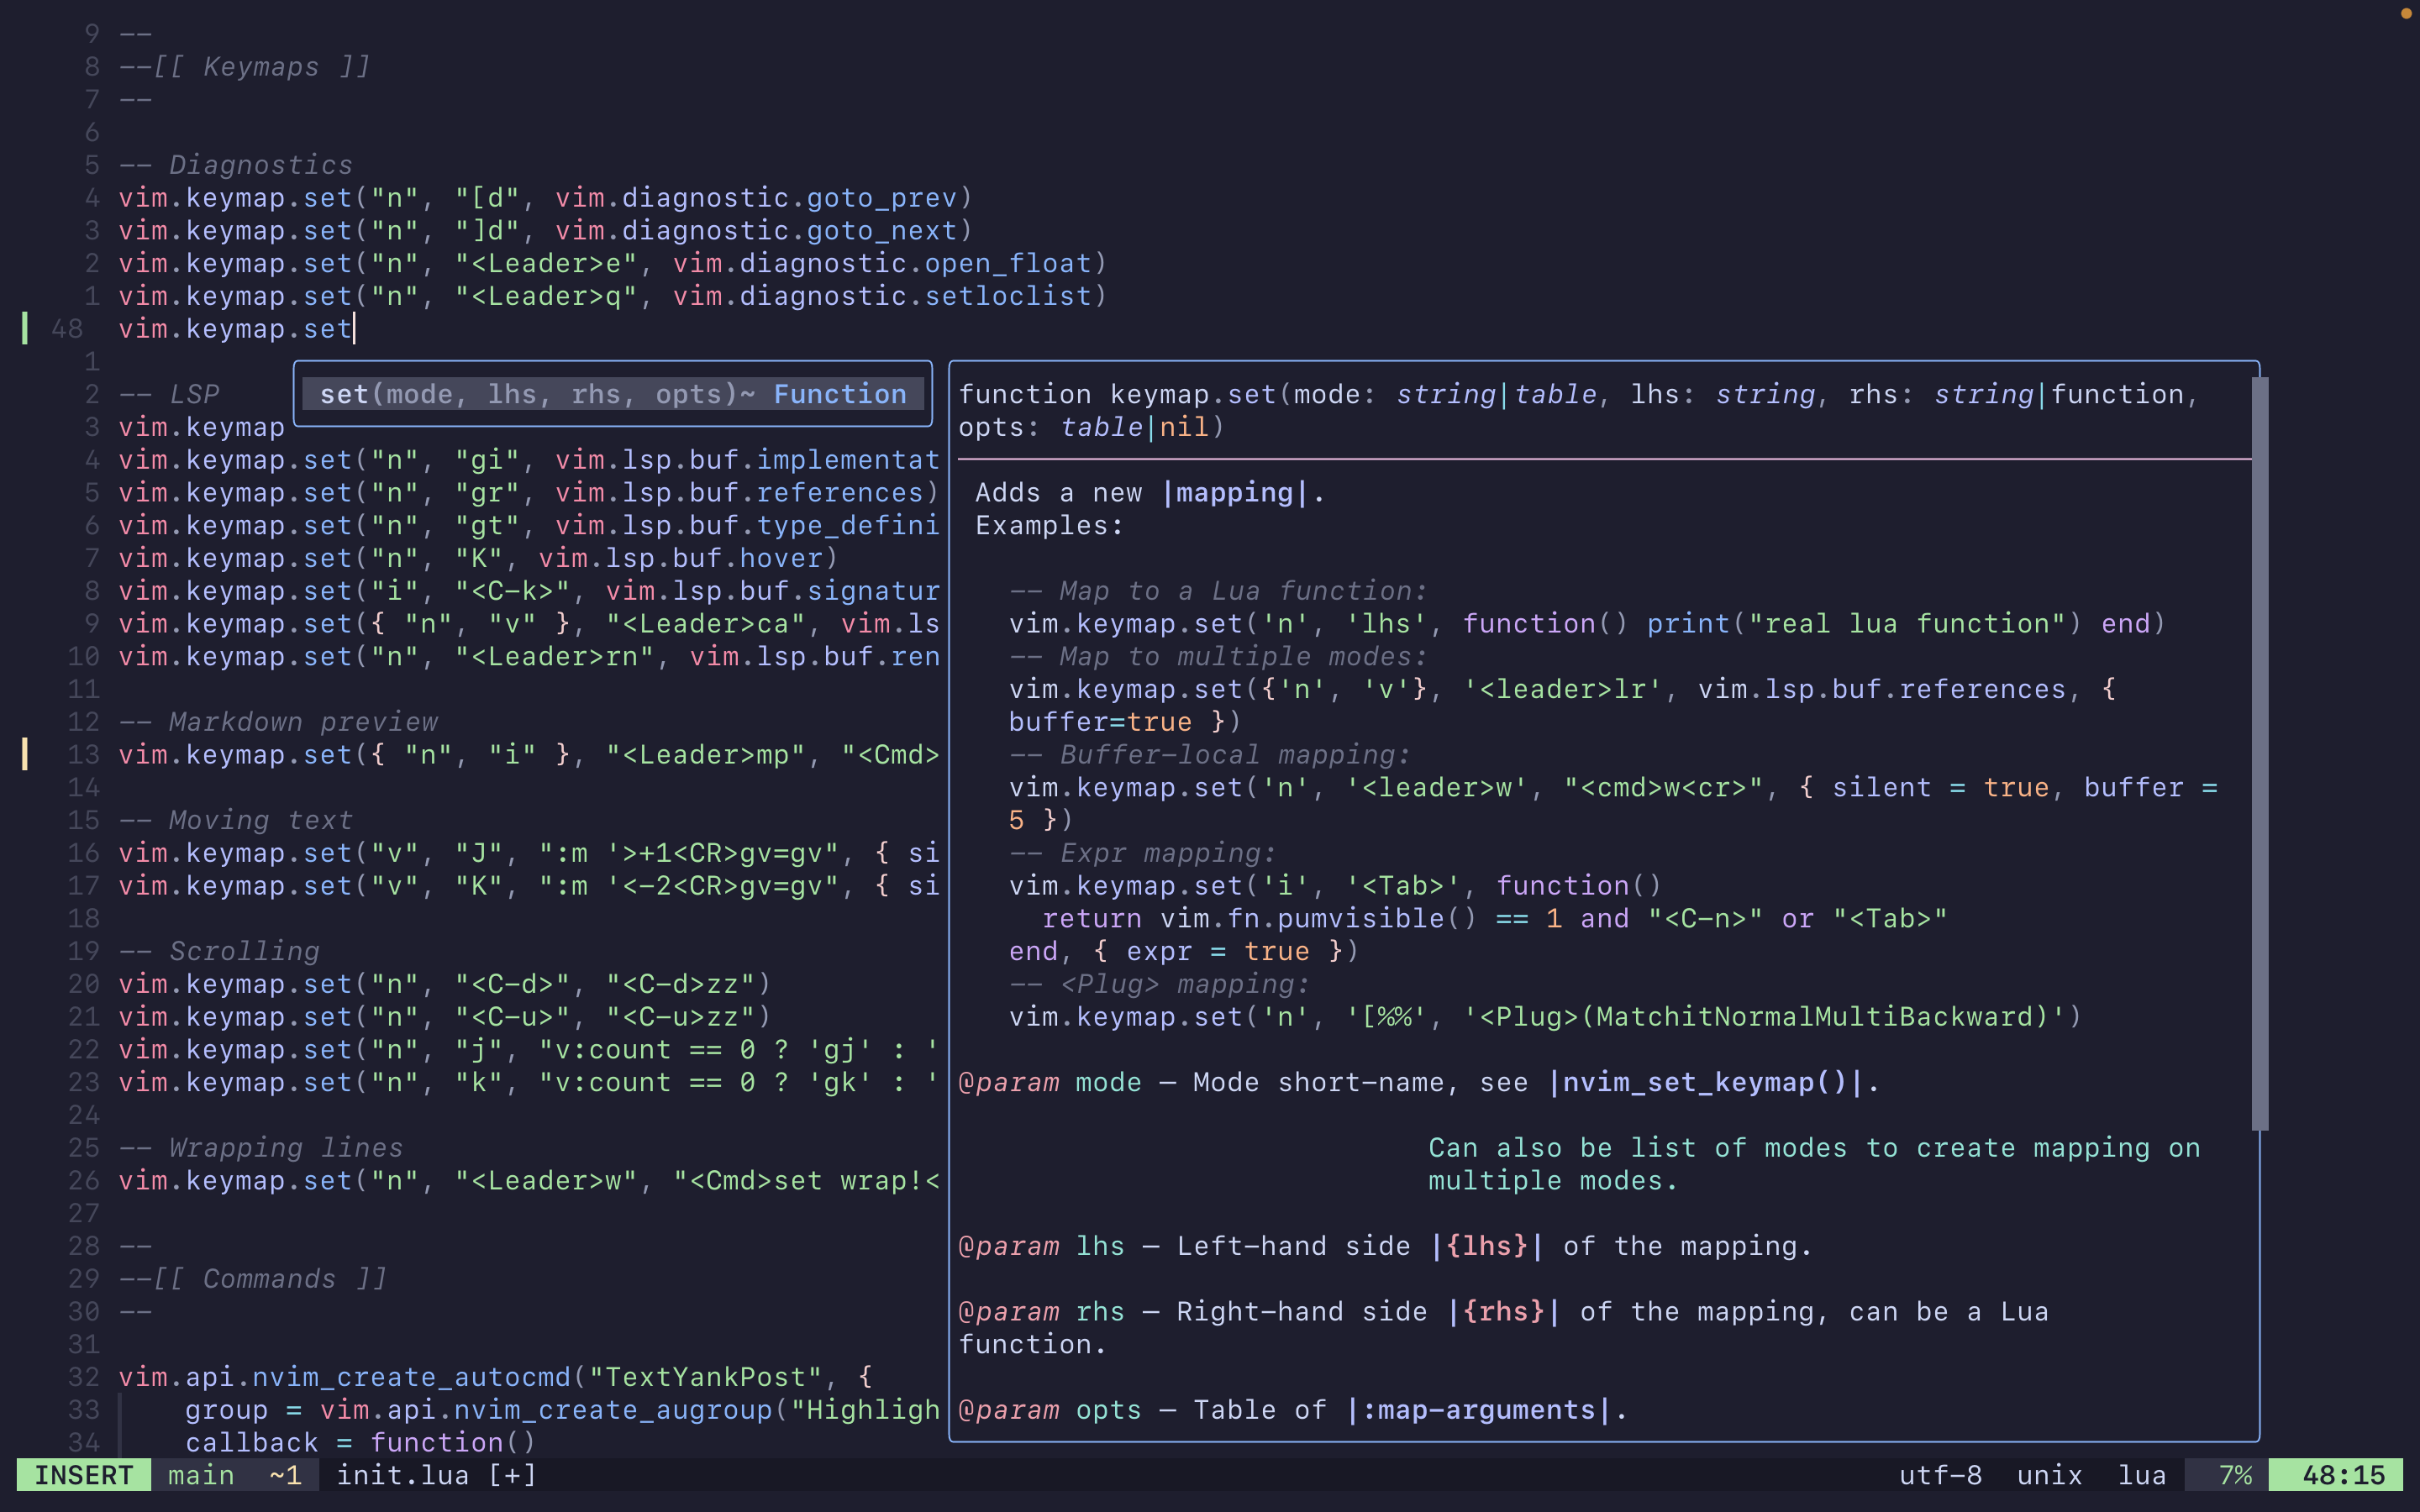 9 --
8 --[[ Keymaps ]]
7 --
6
5 -- Diagnostics
4 vim.keymap.set("n", "[d", vim.diagnostic.goto_prev)
3 vim.keymap.set("n", "]d", vim.diagnostic.goto_next)
2 vim.keymap.set("n", "<Leader>e", vim.diagnostic.open_float)
1 vim.keymap.set("n", "<Leader>q", vim.diagnostic.setloclist)
48 vim.keymap.set
1
2 -- LSP
3 vim.keymap
4 vim.keymap.set("n", "gi", vim.lsp.buf.implementat
5 vim.keymap.set("n", "gr", vim.lsp.buf.references)
6 vim.keymap.set("n", "gt", vim.lsp.buf.type_defini
7 vim.keymap.set("n", "K", vim.lsp.buf.hover)
8 vim.keymap.set("i", "<C-k>", vim.lsp.buf.signatur
9 vim.keymap.set({ "n", "v" }, "<Leader>ca", vim.ls
10 vim.keymap.set("n", "<Leader>rn", vim.lsp.buf.ren
11
12 -- Markdown preview
13 vim.keymap.set({ "n", "i" }, "<Leader>mp", "<Cmd>
14
15 -- Moving text
16 vim.keymap.set("v", "J", ":m '>+1<CR>gv=gv", { si
17 vim.keymap.set("v", "K", ":m '<-2<CR>gv=gv", { si
18
19 -- Scrolling
20 vim.keymap.set("n", "<C-d>", "<C-d>zz")
21 vim.keymap.set("n", "<C-u>", "<C-u>zz")
22 vim.keymap.set("n", "j", "v:count == 0 ? 'gj' : '
23 vim.keymap.set("n", "k", "v:count == 0 ? 'gk' : '
24
25 -- Wrapping lines
26 vim.keymap.set("n", "<Leader>w", "<Cmd>set wrap!<
27
28 --
29 --[[ Commands ]]
30 --
31
32 vim.api.nvim_create_autocmd("TextYankPost", {
33 group = vim.api.nvim_create_augroup("Highligh
34 callback = function()
set(mode, lhs, rhs, opts)~ Function
function keymap.set(mode: string|table, lhs: string, rhs: string|function,
opts: table|nil)
Adds a new |mapping|.
Examples:
-- Map to a Lua function:
vim.keymap.set('n', 'lhs', function() print("real lua function") end)
-- Map to multiple modes:
vim.keymap.set({'n', 'v'}, '<leader>lr', vim.lsp.buf.references, {
buffer=true })
-- Buffer-local mapping:
vim.keymap.set('n', '<leader>w', "<cmd>w<cr>", { silent = true, buffer =
5 })
-- Expr mapping:
vim.keymap.set('i', '<Tab>', function()
return vim.fn.pumvisible() == 1 and "<C-n>" or "<Tab>"
end, { expr = true })
-- <Plug> mapping:
vim.keymap.set('n', '[%%', '<Plug>(MatchitNormalMultiBackward)')
@param mode — Mode short-name, see |nvim_set_keymap()|.
Can also be list of modes to create mapping on
multiple modes.
@param lhs — Left-hand side |{lhs}| of the mapping.
@param rhs — Right-hand side |{rhs}| of the mapping, can be a Lua
function.
@param opts — Table of |:map-arguments|.
INSERT main ~1 init.lua [+] utf-8 unix lua 7% 48:15